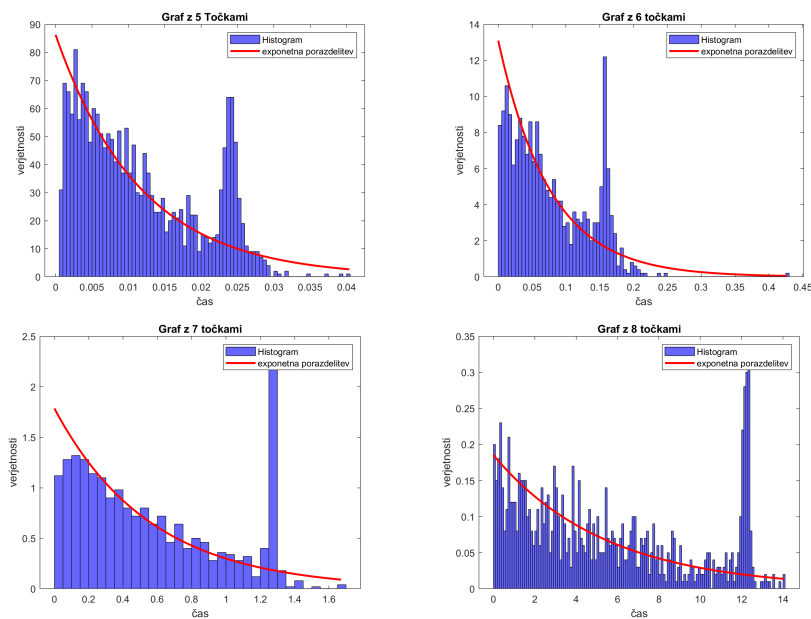 Graf z 5 Točkami
90
80
70
60
50
40
30
20
10
0
verjetnosti
0 0.005 0.01 0.015 0.02 0.025 0.03 0.035 0.04
čas
Histogram
exponetna porazdelitev
Graf z 6 točkami
14
12
10
8
6
4
2
0
verjetnosti
0 0.05 0.1 0.15 0.2 0.25 0.3 0.35 0.4 0.45
čas
Histogram
exponetna porazdelitev
Graf z 7 točkami
2.5
2
1.5
1
0.5
0
verjetnosti
0 0.2 0.4 0.6 0.8 1 1.2 1.4 1.6
čas
Histogram
exponetna porazdelitev
Graf z 8 točkami
0.35
0.3
0.25
0.2
0.15
0.1
0.05
0
verjetnosti
0 2 4 6 8 10 12 14
čas
Histogram
exponetna porazdelitev